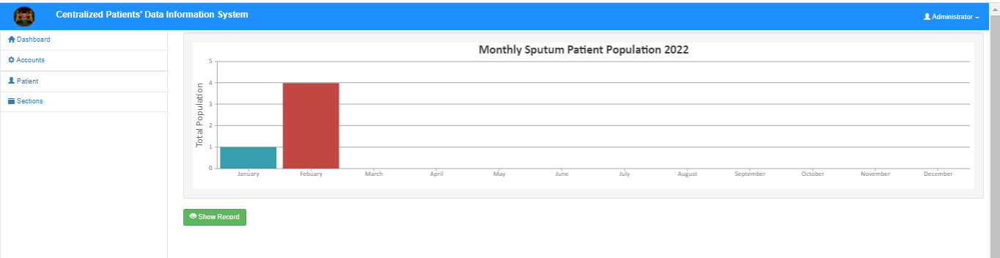 Centralized Patients' Data Information System
Administrator
Dashboard
Accounts
Patient
Sections
Monthly Sputum Patient Population 2022
Total Population
5
4
3
2
1
0
January Febuary March April May June July August September October November December
Show Record